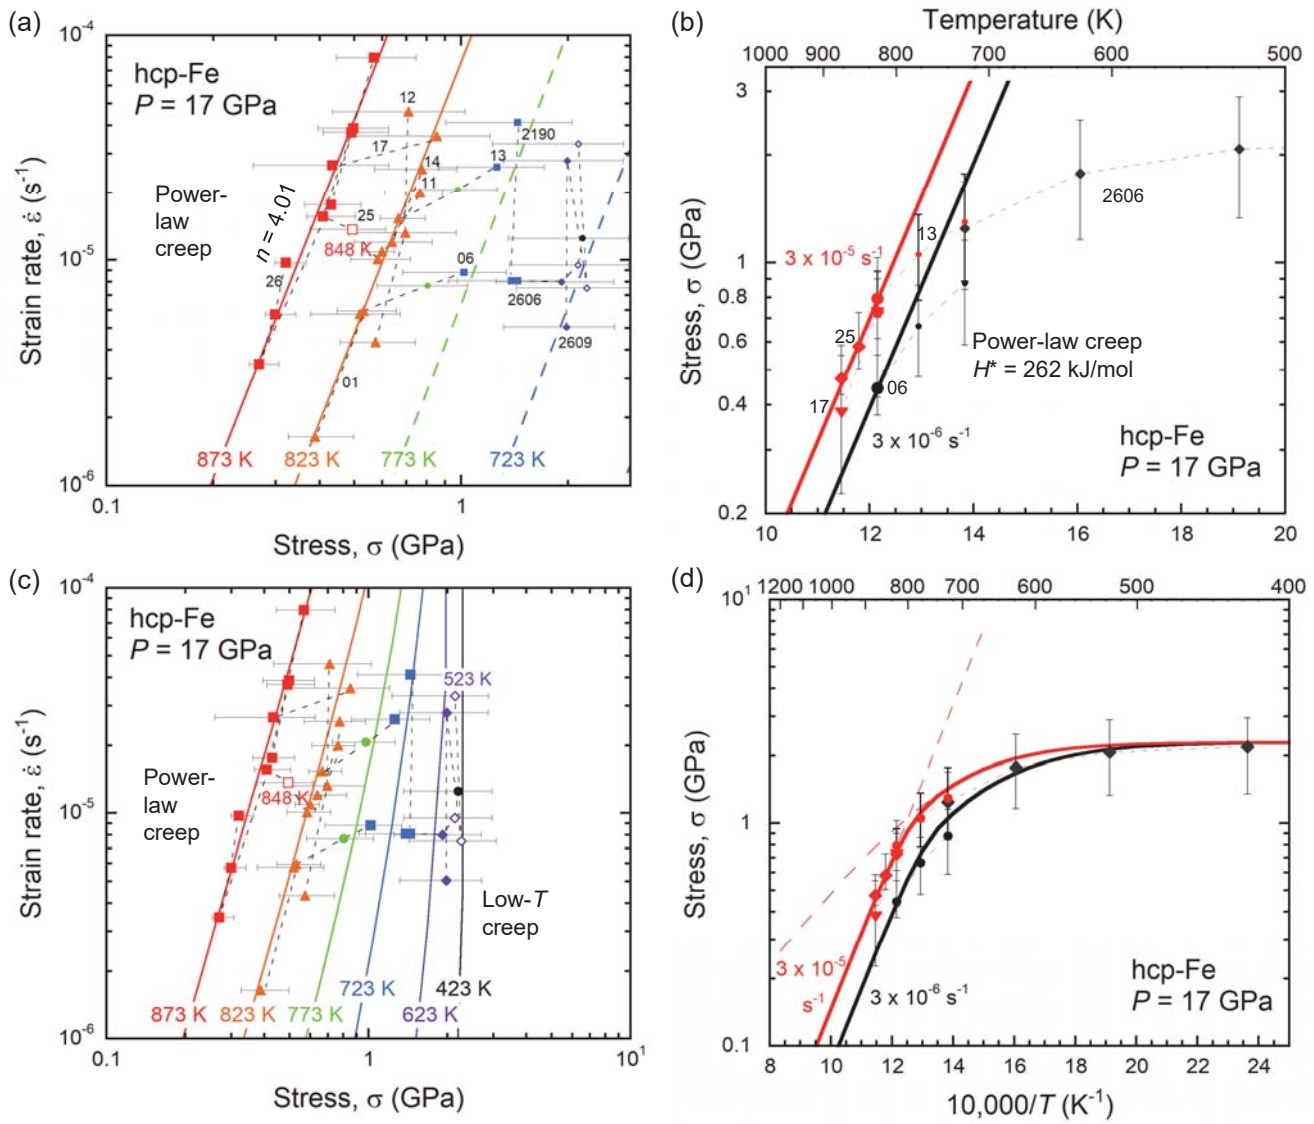 (a)
10⁻⁴
hcp-Fe
P = 17 GPa
12
17
2190
14
13
11
Power-
law
creep
n = 4.01
25
848 K
26
06
2606
2609
01
10⁻⁵
873 K
823 K
773 K
723 K
10⁻⁶
0.1
1
Strain rate, ε̇ (s⁻¹)
Stress, σ (GPa)
(b)
Temperature (K)
1000
900
800
700
600
500
3
1
0.8
0.6
0.4
0.2
Stress, σ (GPa)
2606
3 x 10⁻⁵ s⁻¹
13
25
Power-law creep
H* = 262 kJ/mol
17
06
3 x 10⁻⁶ s⁻¹
hcp-Fe
P = 17 GPa
10
12
14
16
18
20
(c)
10⁻⁴
hcp-Fe
P = 17 GPa
523 K
Power-
law
creep
848 K
10⁻⁵
Low-T
creep
723 K
423 K
873 K
823 K
773 K
623 K
10⁻⁶
0.1
1
10¹
Strain rate, ε̇ (s⁻¹)
Stress, σ (GPa)
(d)
1200
1000
800
700
600
500
400
10¹
1
0.1
Stress, σ (GPa)
3 x 10⁻⁵
s⁻¹
3 x 10⁻⁶ s⁻¹
hcp-Fe
P = 17 GPa
8
10
12
14
16
18
20
22
24
10,000/T (K⁻¹)